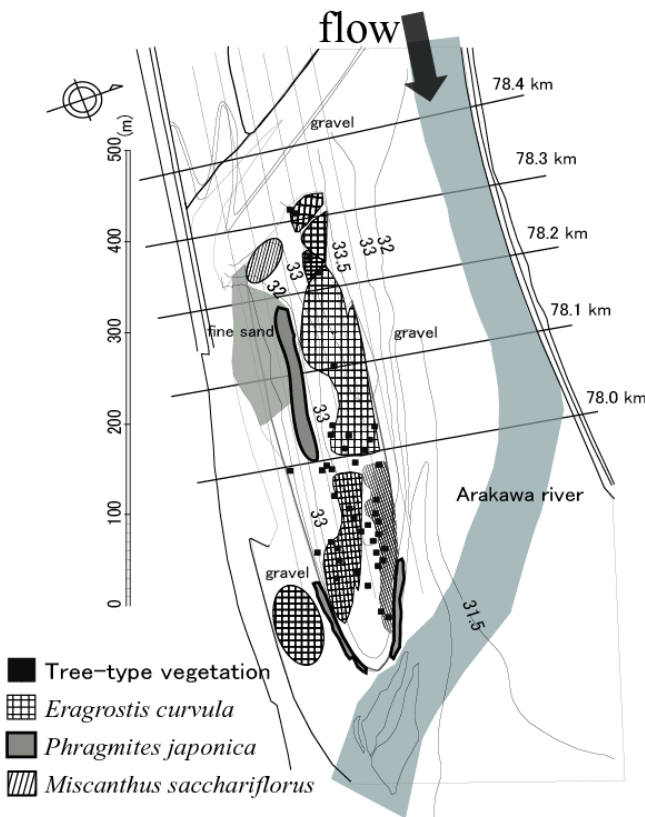 flow
78.4 km
gravel
500
(m)
78.3 km
400
33.5
33
32
78.2 km
33
32
300
fine sand
gravel
78.1 km
200
33
78.0 km
100
33
Arakawa river
0
gravel
31.5
Tree-type vegetation
Eragrostis curvula
Phragmites japonica
Miscanthus sacchariflorus